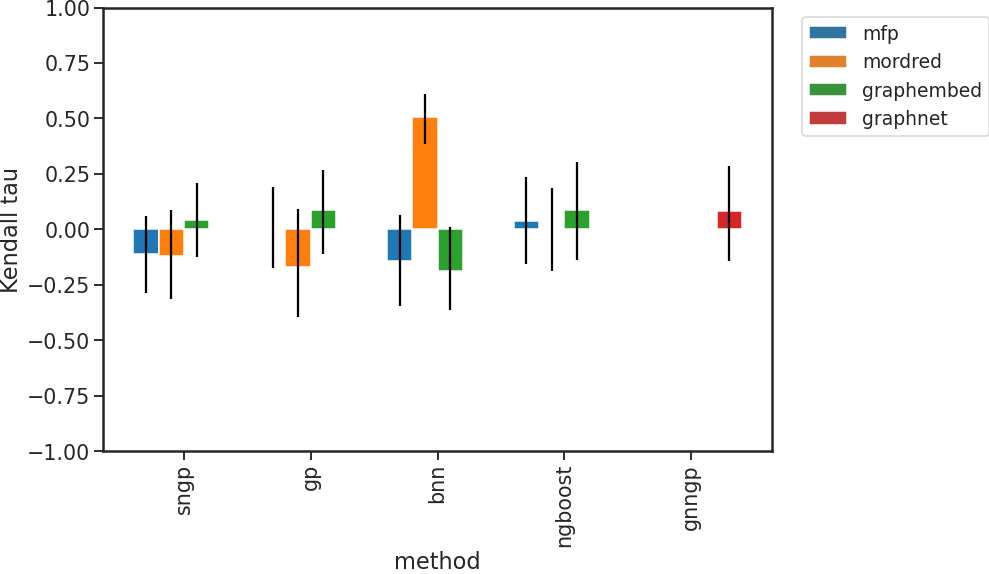 1.00
0.75
0.50
0.25
0.00
−0.25
−0.50
−0.75
−1.00
Kendall tau
sngp
gp
bnn
ngboost
gnngp
method
mfp
mordred
graphembed
graphnet